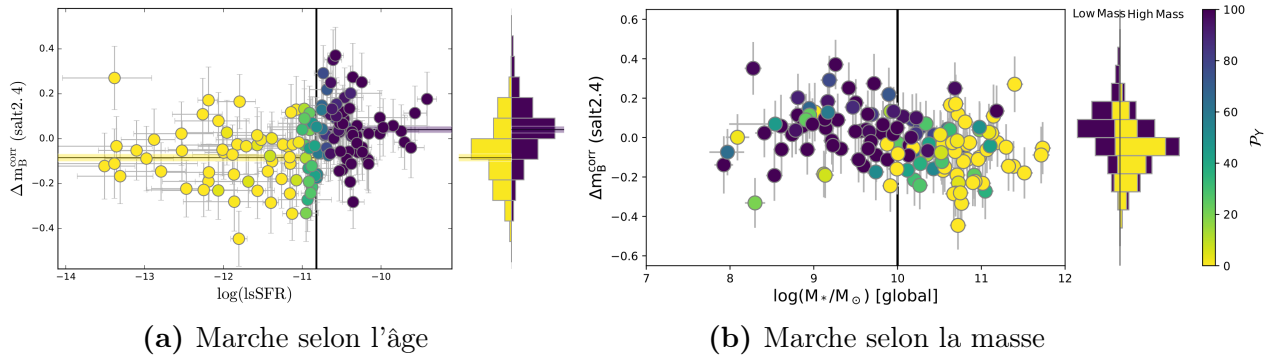 0.4
0.2
0.0
−0.2
−0.4
Δ m_B^corr (salt2.4)
−14 −13 −12 −11 −10
log(lsSFR)
0.6
0.4
0.2
0.0
−0.2
−0.4
−0.6
Δm_B^corr (salt2.4)
7 8 9 10 11 12
log(M_*/M_⊙) [global]
Low Mass High Mass
100
80
60
40
20
0
𝒫_Y
(a) Marche selon l'âge
(b) Marche selon la masse